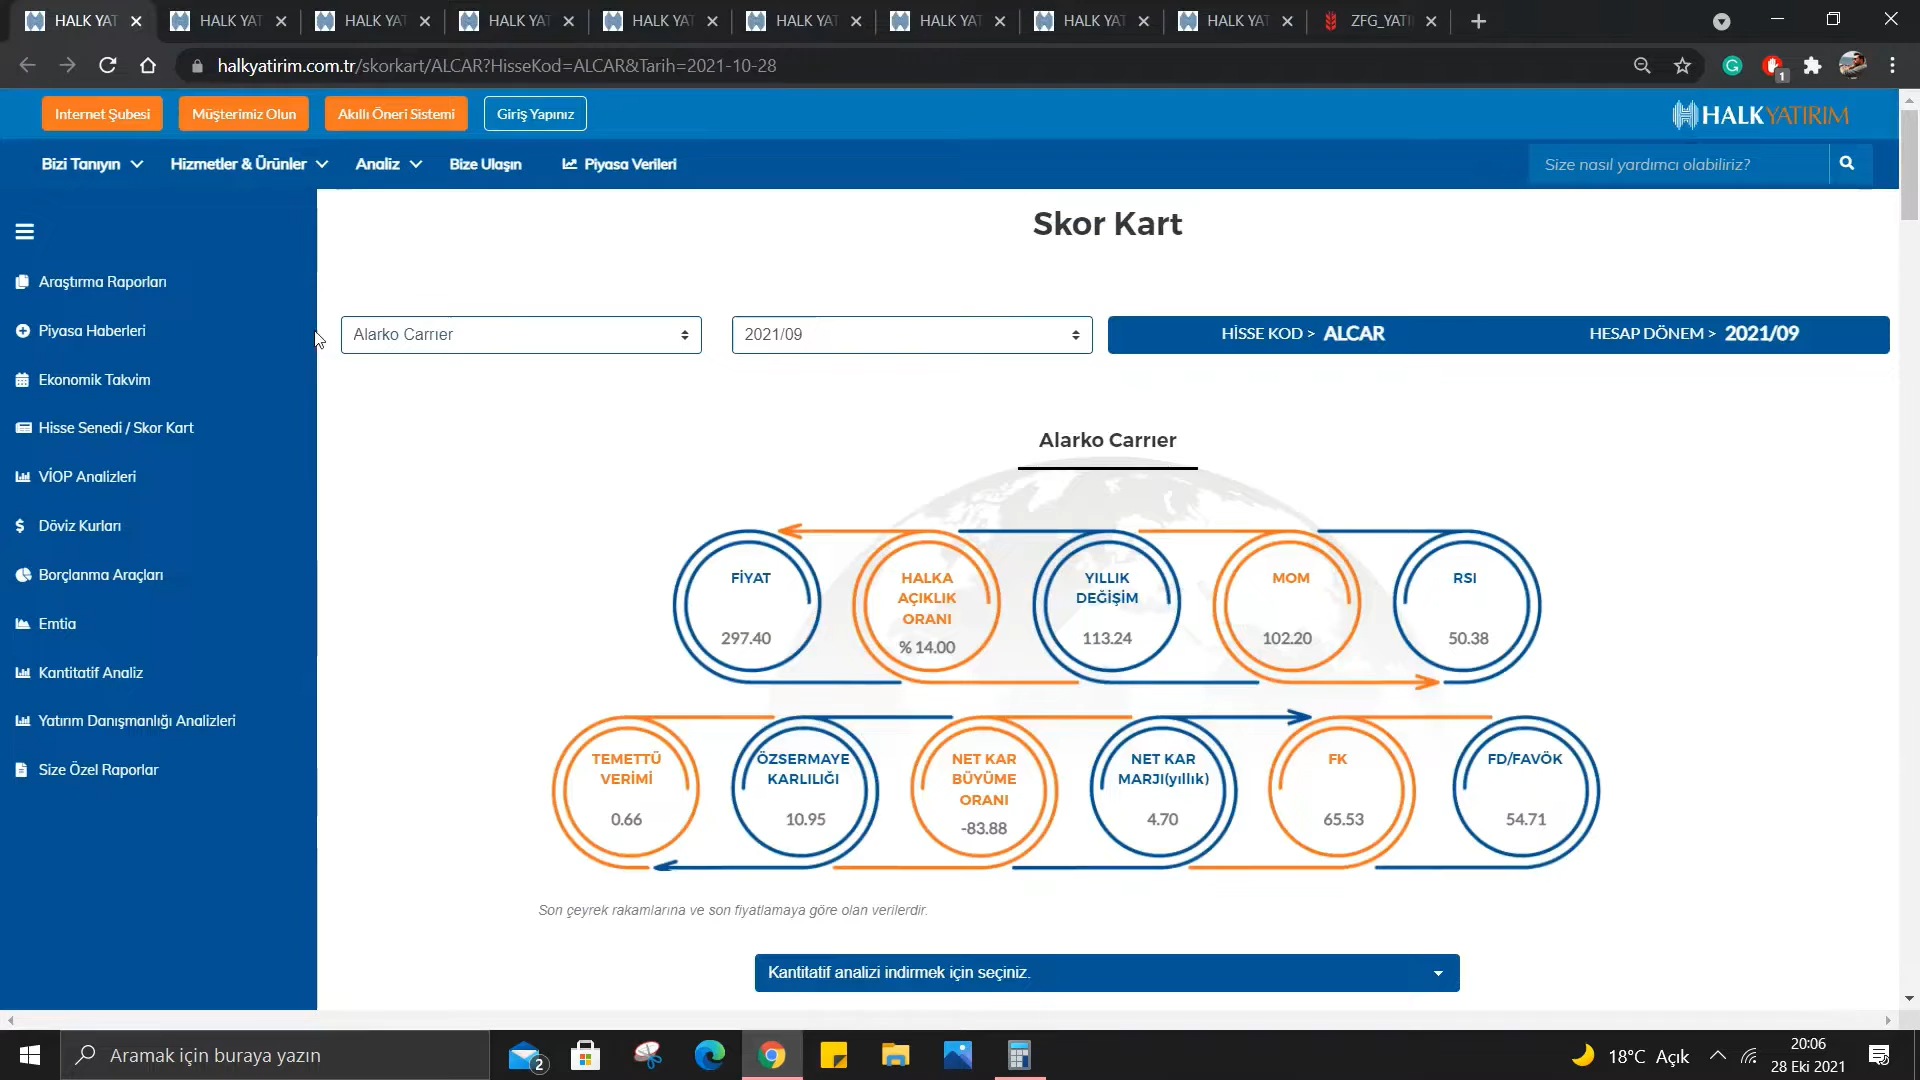 HALK YAT
HALK YAT
HALK YAT
HALK YAT
HALK YAT
HALK YAT
HALK YAT
HALK YAT
HALK YAT
ZFG_YATI
halkyatirim.com.tr/skorkart/ALCAR?HisseKod=ALCAR&Tarih=2021-10-28
1
Internet Şubesi
Müşterimiz Olun
Akıllı Öneri Sistemi
Giriş Yapınız
HALKYATIRIM
Bizi Tanıyın
Hizmetler & Ürünler
Analiz
Bize Ulaşın
Piyasa Verileri
Size nasıl yardımcı olabiliriz?
Araştırma Raporları
Piyasa Haberleri
Ekonomik Takvim
Hisse Senedi / Skor Kart
VİOP Analizleri
Döviz Kurları
Borçlanma Araçları
Emtia
Kantitatif Analiz
Yatırım Danışmanlığı Analizleri
Size Özel Raporlar
Skor Kart
Alarko Carrıer
2021/09
HİSSE KOD > ALCAR
HESAP DÖNEM > 2021/09
Alarko Carrıer
FİYAT
297.40
HALKA
AÇIKLIK
ORANI
% 14.00
YILLIK
DEĞİŞİM
113.24
MOM
102.20
RSI
50.38
TEMETTÜ
VERİMİ
0.66
ÖZSERMAYE
KARLILIĞI
10.95
NET KAR
BÜYÜME
ORANI
-83.88
NET KAR
MARJI(yıllık)
4.70
FK
65.53
FD/FAVÖK
54.71
Son çeyrek rakamlarına ve son fiyatlamaya göre olan verilerdir.
Kantitatif analizi indirmek için seçiniz.
Aramak için buraya yazın
2
18°C Açık
20:06
28 Eki 2021